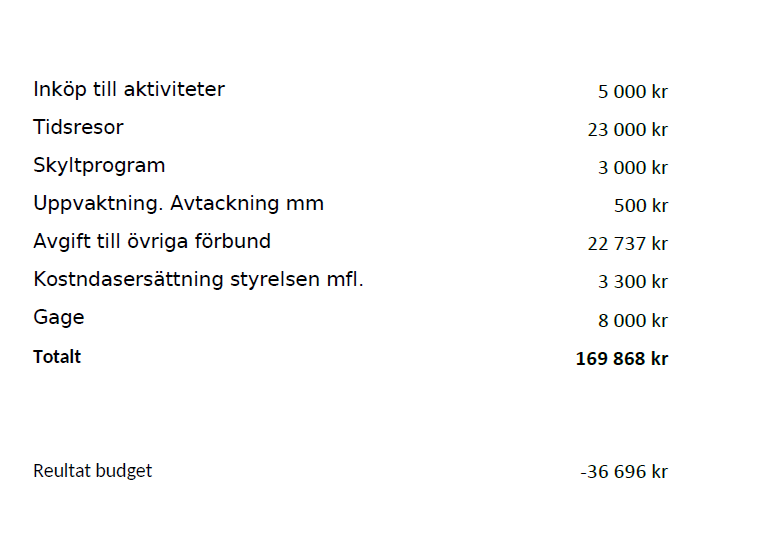 Inköp till aktiviteter 5 000 kr
Tidsresor 23 000 kr
Skyltprogram 3 000 kr
Uppvaktning. Avtackning mm 500 kr
Avgift till övriga förbund 22 737 kr
Kostndasersättning styrelsen mfl. 3 300 kr
Gage 8 000 kr
Totalt 169 868 kr
Reultat budget -36 696 kr